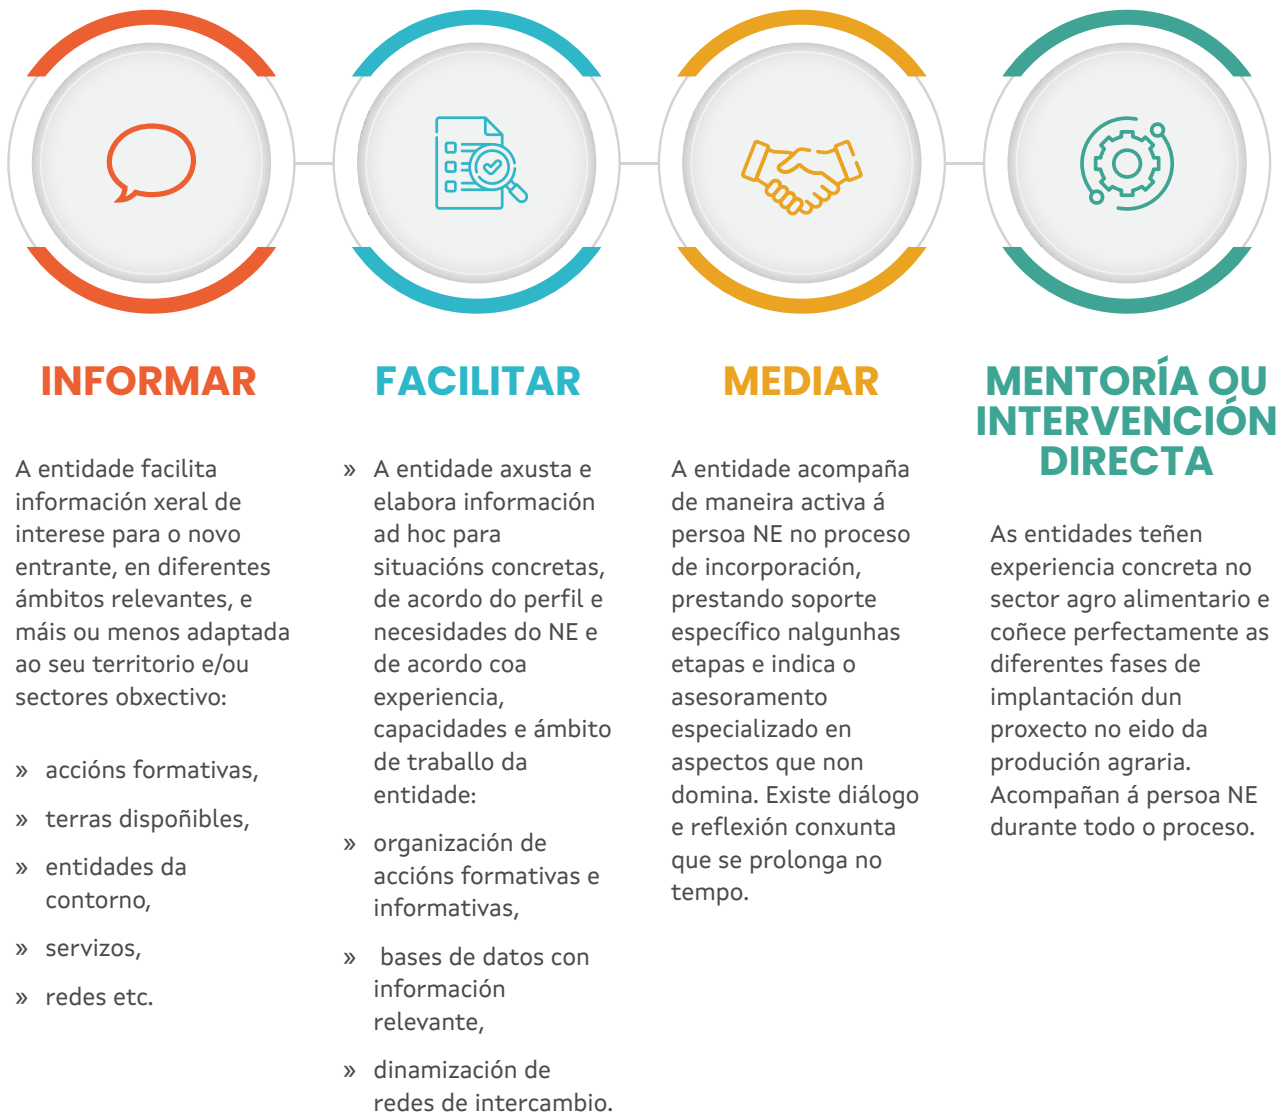 INFORMAR
A entidade facilita
información xeral de
interese para o novo
entrante, en diferentes
ámbitos relevantes, e
máis ou menos adaptada
ao seu territorio e/ou
sectores obxectivo:
» accións formativas,
» terras dispoñibles,
» entidades da
contorno,
» servizos,
» redes etc.
FACILITAR
» A entidade axusta e
elabora información
ad hoc para
situacións concretas,
de acordo do perfil e
necesidades do NE e
de acordo coa
experiencia,
capacidades e ámbito
de traballo da
entidade:
» organización de
accións formativas e
informativas,
» bases de datos con
información
relevante,
» dinamización de
redes de intercambio.
MEDIAR
A entidade acompaña
de maneira activa á
persoa NE no proceso
de incorporación,
prestando soporte
específico nalgunhas
etapas e indica o
asesoramento
especializado en
aspectos que non
domina. Existe diálogo
e reflexión conxunta
que se prolonga no
tempo.
MENTORÍA OU
INTERVENCIÓN
DIRECTA
As entidades teñen
experiencia concreta no
sector agro alimentario e
coñece perfectamente as
diferentes fases de
implantación dun
proxecto no eido da
produción agraria.
Acompañan á persoa NE
durante todo o proceso.